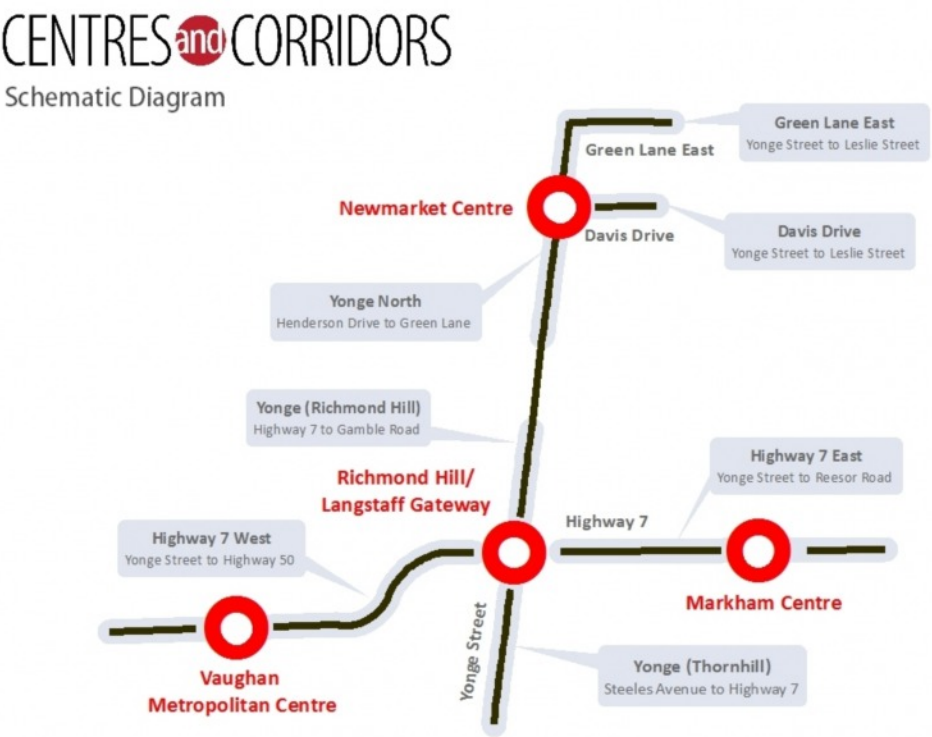 CENTRES and CORRIDORS
Schematic Diagram
Green Lane East
Yonge Street to Leslie Street
Green Lane East
Newmarket Centre
Davis Drive
Yonge Street to Leslie Street
Davis Drive
Yonge North
Henderson Drive to Green Lane
Yonge (Richmond Hill)
Highway 7 to Gamble Road
Richmond Hill/
Langstaff Gateway
Highway 7 East
Yonge Street to Reesor Road
Highway 7
Highway 7 West
Yonge Street to Highway 50
Markham Centre
Yonge Street
Yonge (Thornhill)
Steeles Avenue to Highway 7
Vaughan
Metropolitan Centre